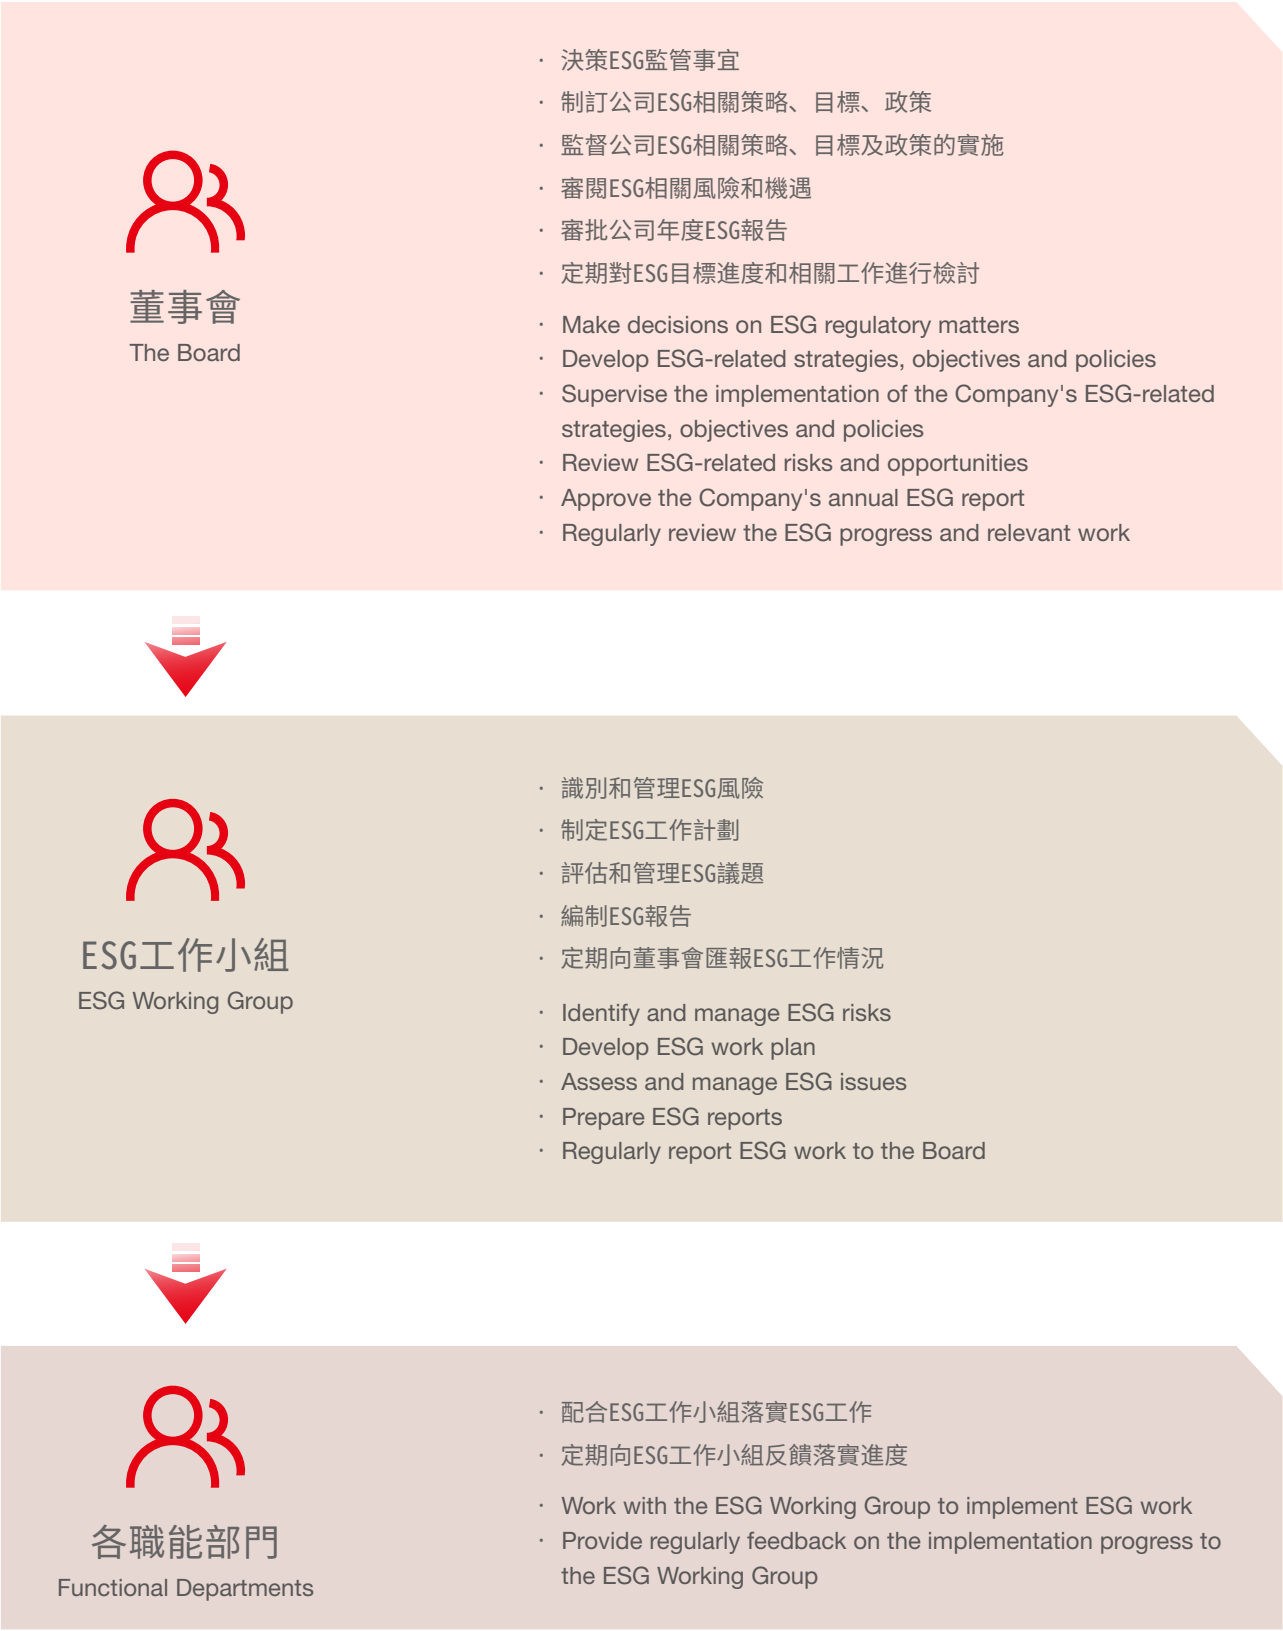 董事會
The Board
· 決策ESG監管事宜
· 制訂公司ESG相關策略、目標、政策
· 監督公司ESG相關策略、目標及政策的實施
· 審閱ESG相關風險和機遇
· 審批公司年度ESG報告
· 定期對ESG目標進度和相關工作進行檢討
· Make decisions on ESG regulatory matters
· Develop ESG-related strategies, objectives and policies
· Supervise the implementation of the Company's ESG-related
strategies, objectives and policies
· Review ESG-related risks and opportunities
· Approve the Company's annual ESG report
· Regularly review the ESG progress and relevant work
ESG工作小組
ESG Working Group
· 識別和管理ESG風險
· 制定ESG工作計劃
· 評估和管理ESG議題
· 編制ESG報告
· 定期向董事會匯報ESG工作情況
· Identify and manage ESG risks
· Develop ESG work plan
· Assess and manage ESG issues
· Prepare ESG reports
· Regularly report ESG work to the Board
各職能部門
Functional Departments
· 配合ESG工作小組落實ESG工作
· 定期向ESG工作小組反饋落實進度
· Work with the ESG Working Group to implement ESG work
· Provide regularly feedback on the implementation progress to
the ESG Working Group